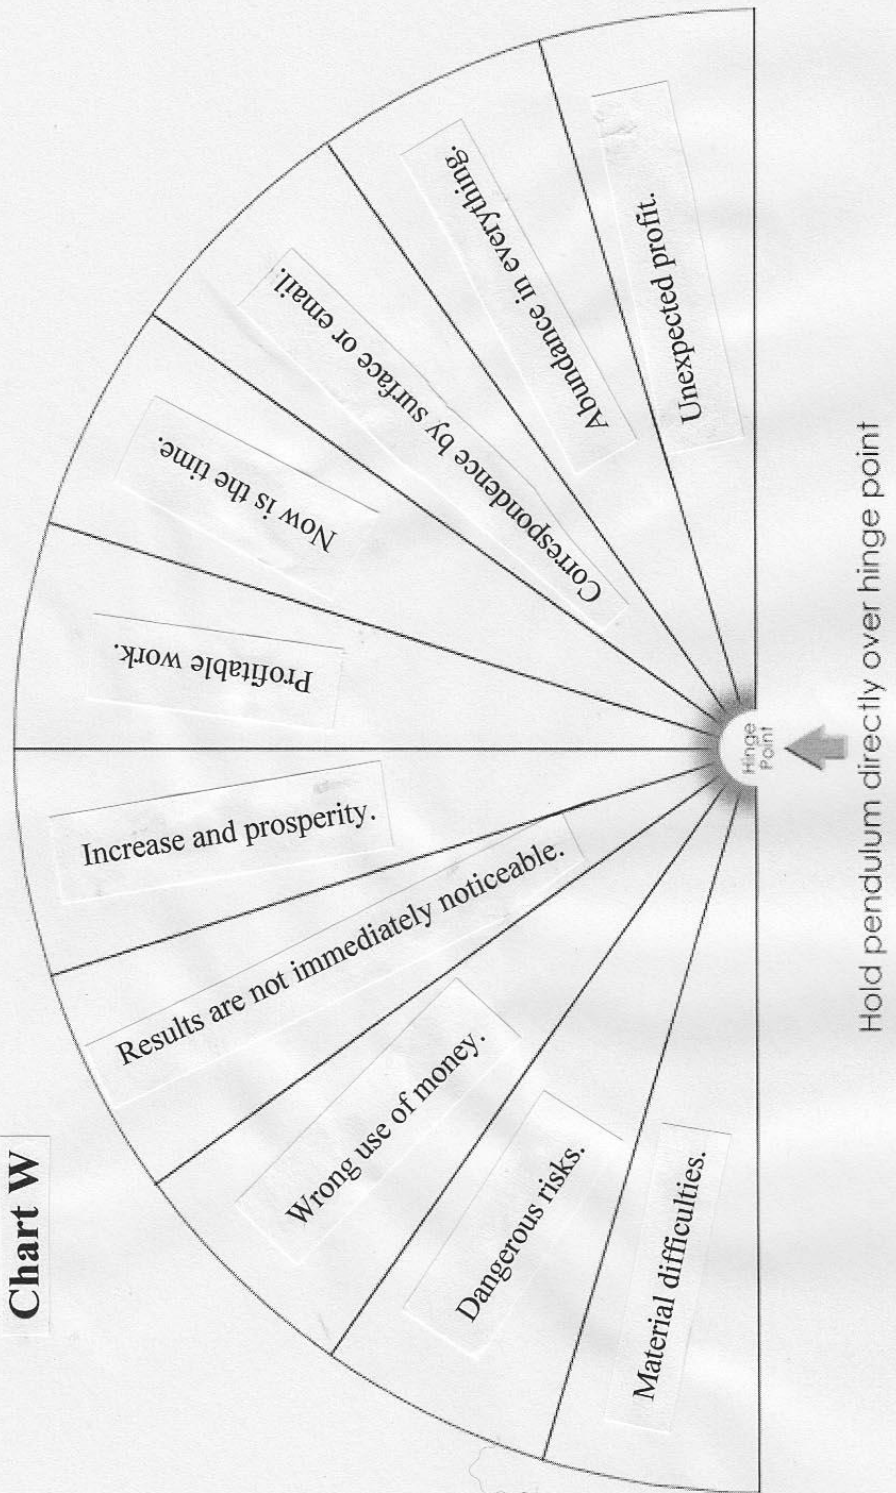 Chart W
Material difficulties.
Dangerous risks.
Wrong use of money.
Results are not immediately noticeable.
Increase and prosperity.
Profitable work.
Now is the time.
Correspondence by surface or email.
Abundance in everything.
Unexpected profit.
Hinge
Point
Hold pendulum directly over hinge point